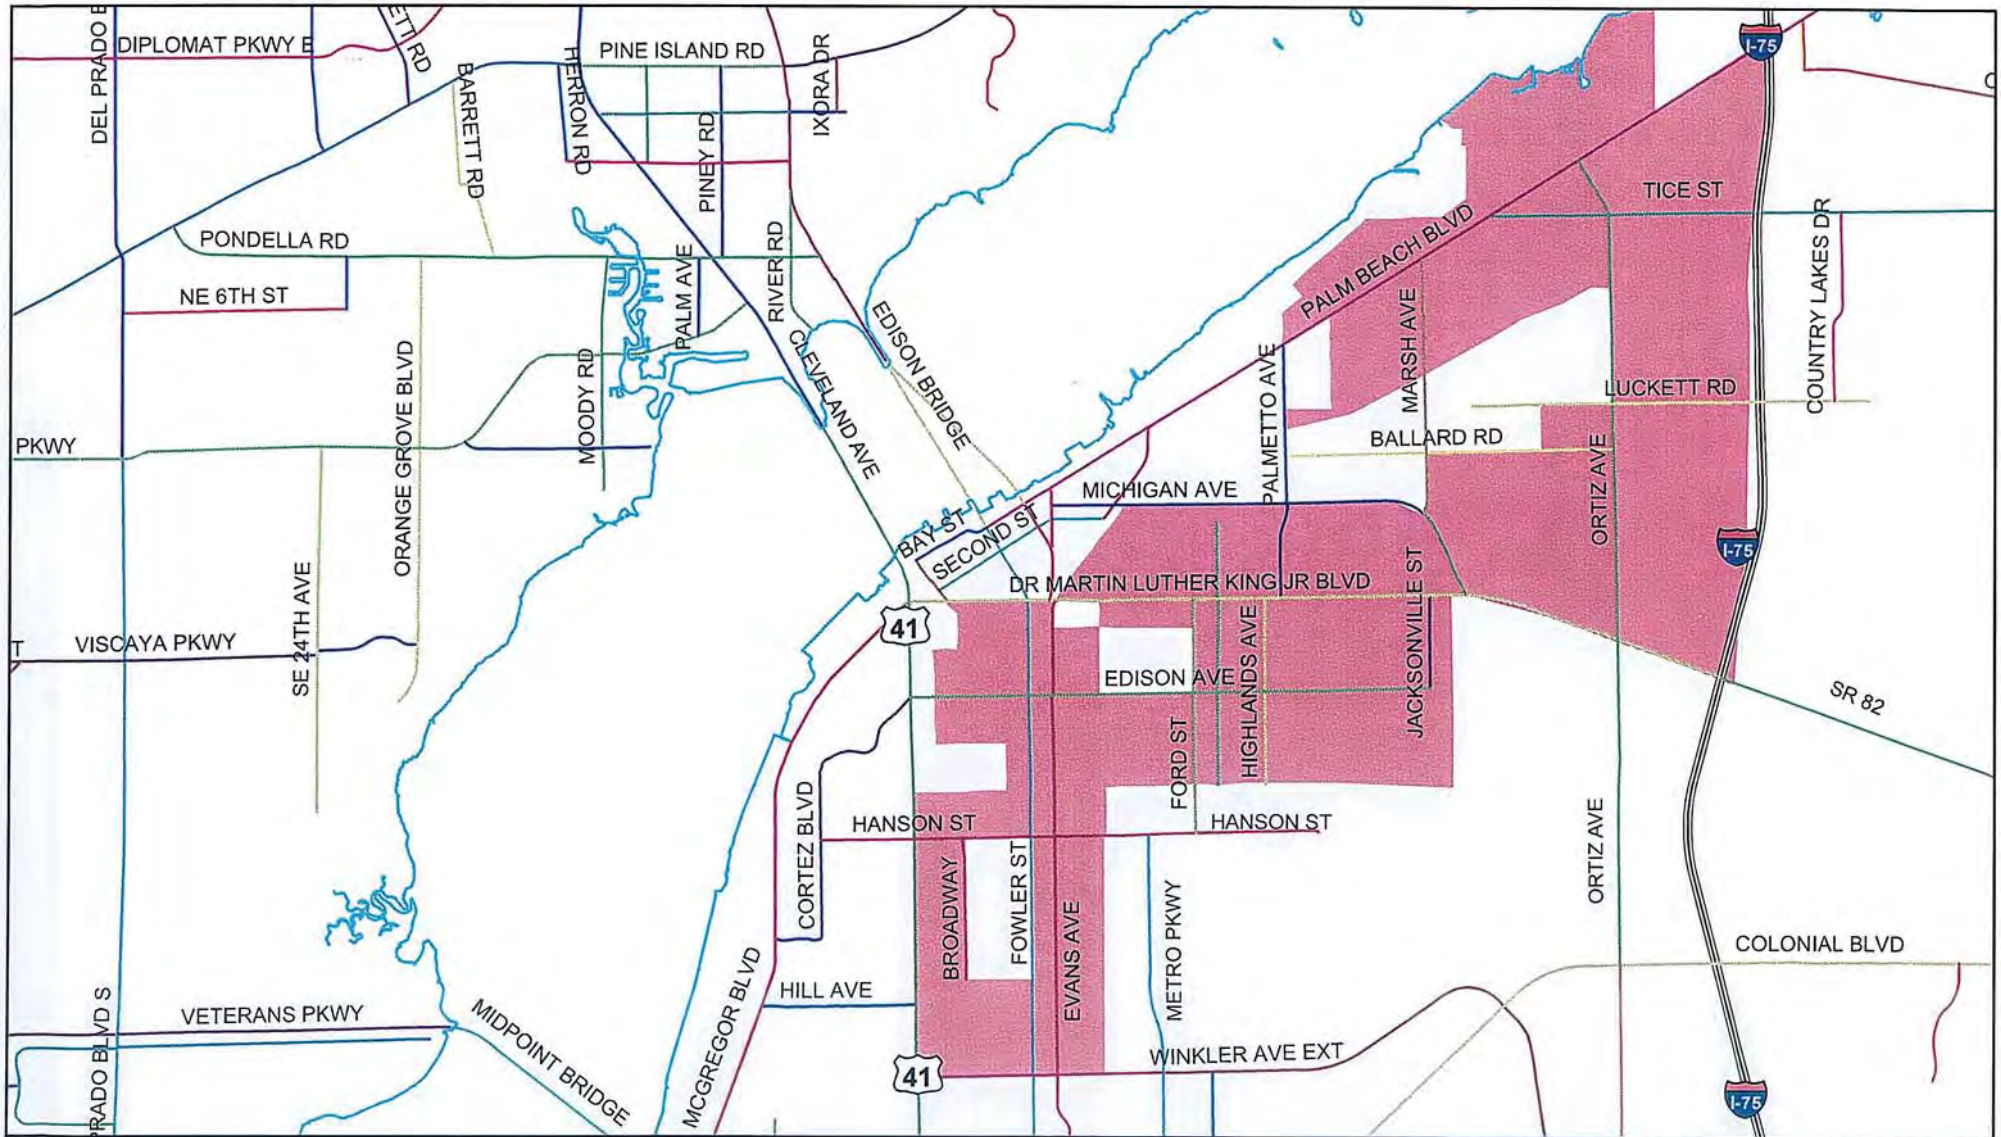 DIPLOMAT PKWY E
ETT RD
PINE ISLAND RD
IXORA DR
I-75
DEL PRADO B
BARRETT RD
HERRON RD
PINEY RD
TICE ST
COUNTRY LAKES DR
PONDELLA RD
PALM BEACH BLVD
NE 6TH ST
PALM AVE
RIVER RD
EDISON BRIDGE
CLEVELAND AVE
MARSH AVE
PALMETTO AVE
LUCKETT RD
ORANGE GROVE BLVD
MOODY RD
PKWY
BALLARD RD
ORTIZ AVE
MICHIGAN AVE
BAY ST
SECOND ST
I-75
DR MARTIN LUTHER KING JR BLVD
JACKSONVILLE ST
41
T
VISCAYA PKWY
SE 24TH AVE
HIGHLANDS AVE
EDISON AVE
SR 82
FORD ST
CORTEZ BLVD
HANSON ST
HANSON ST
ORTIZ AVE
BROADWAY
FOWLER ST
EVANS AVE
METRO PKWY
COLONIAL BLVD
HILL AVE
MCGREGOR BLVD
VETERANS PKWY
MIDPOINT BRIDGE
PRADO BLVD S
WINKLER AVE EXT
41
I-75